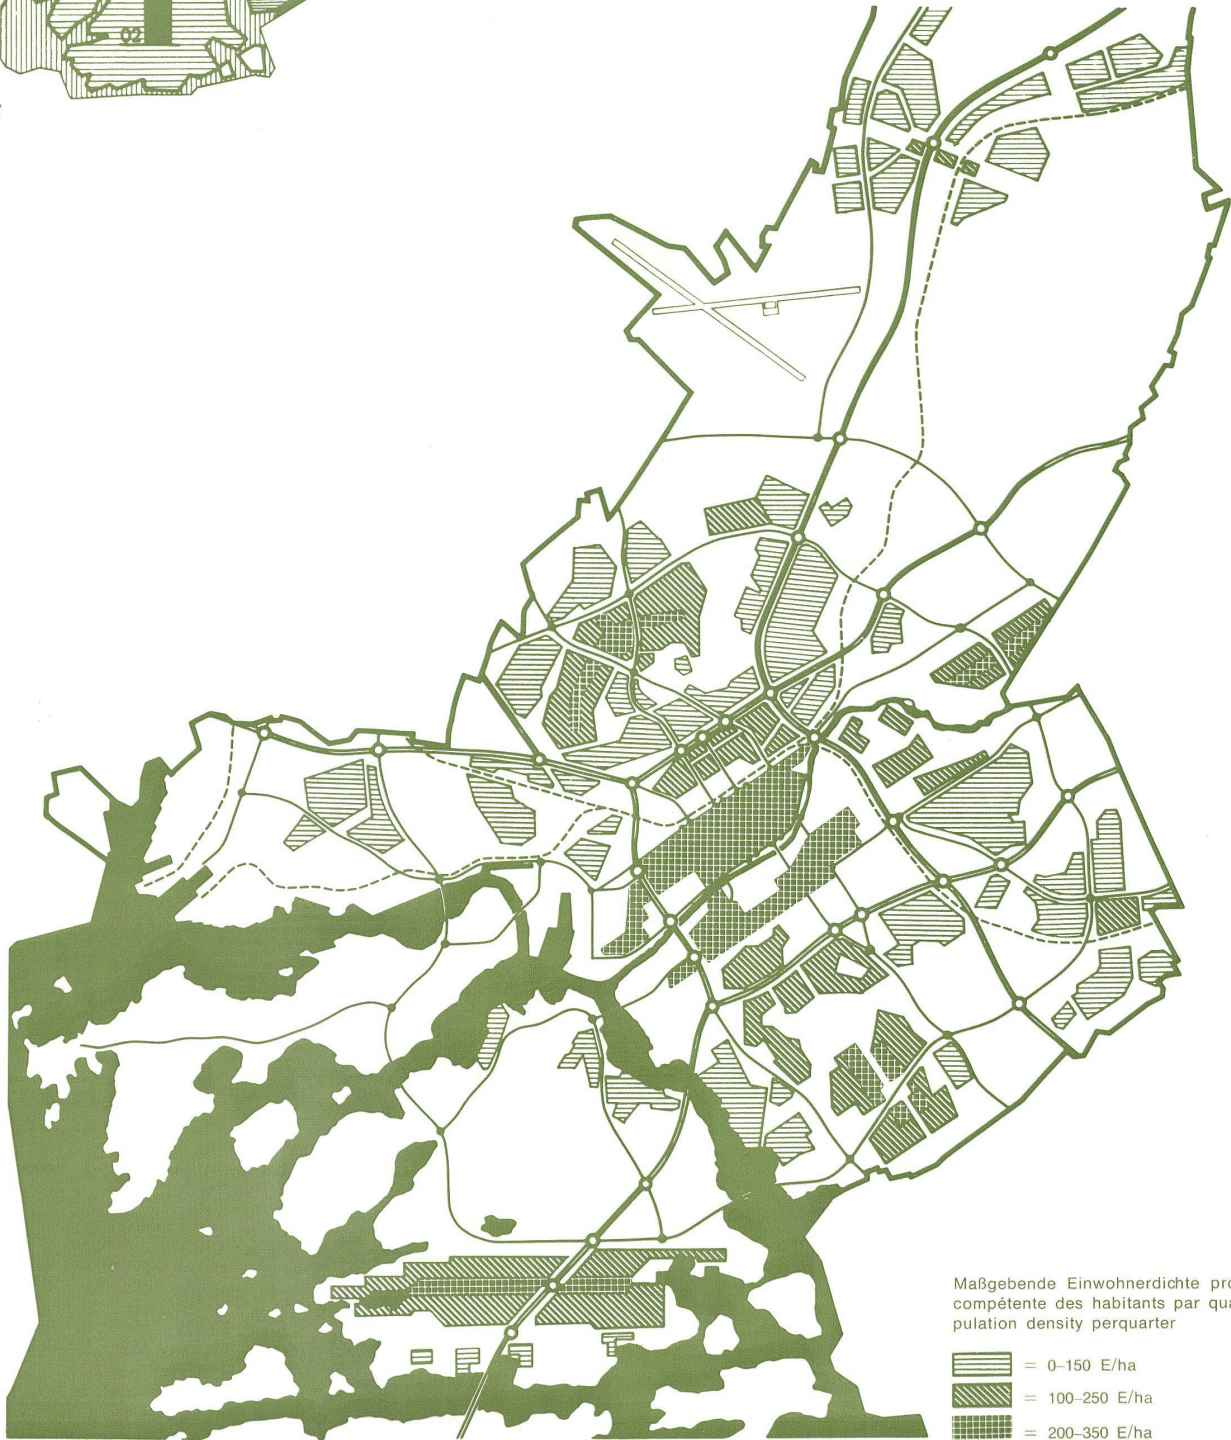 02
Maßgebende Einwohnerdichte pro
compétente des habitants par qua
pulation density perquarter
= 0–150 E/ha
= 100–250 E/ha
= 200–350 E/ha